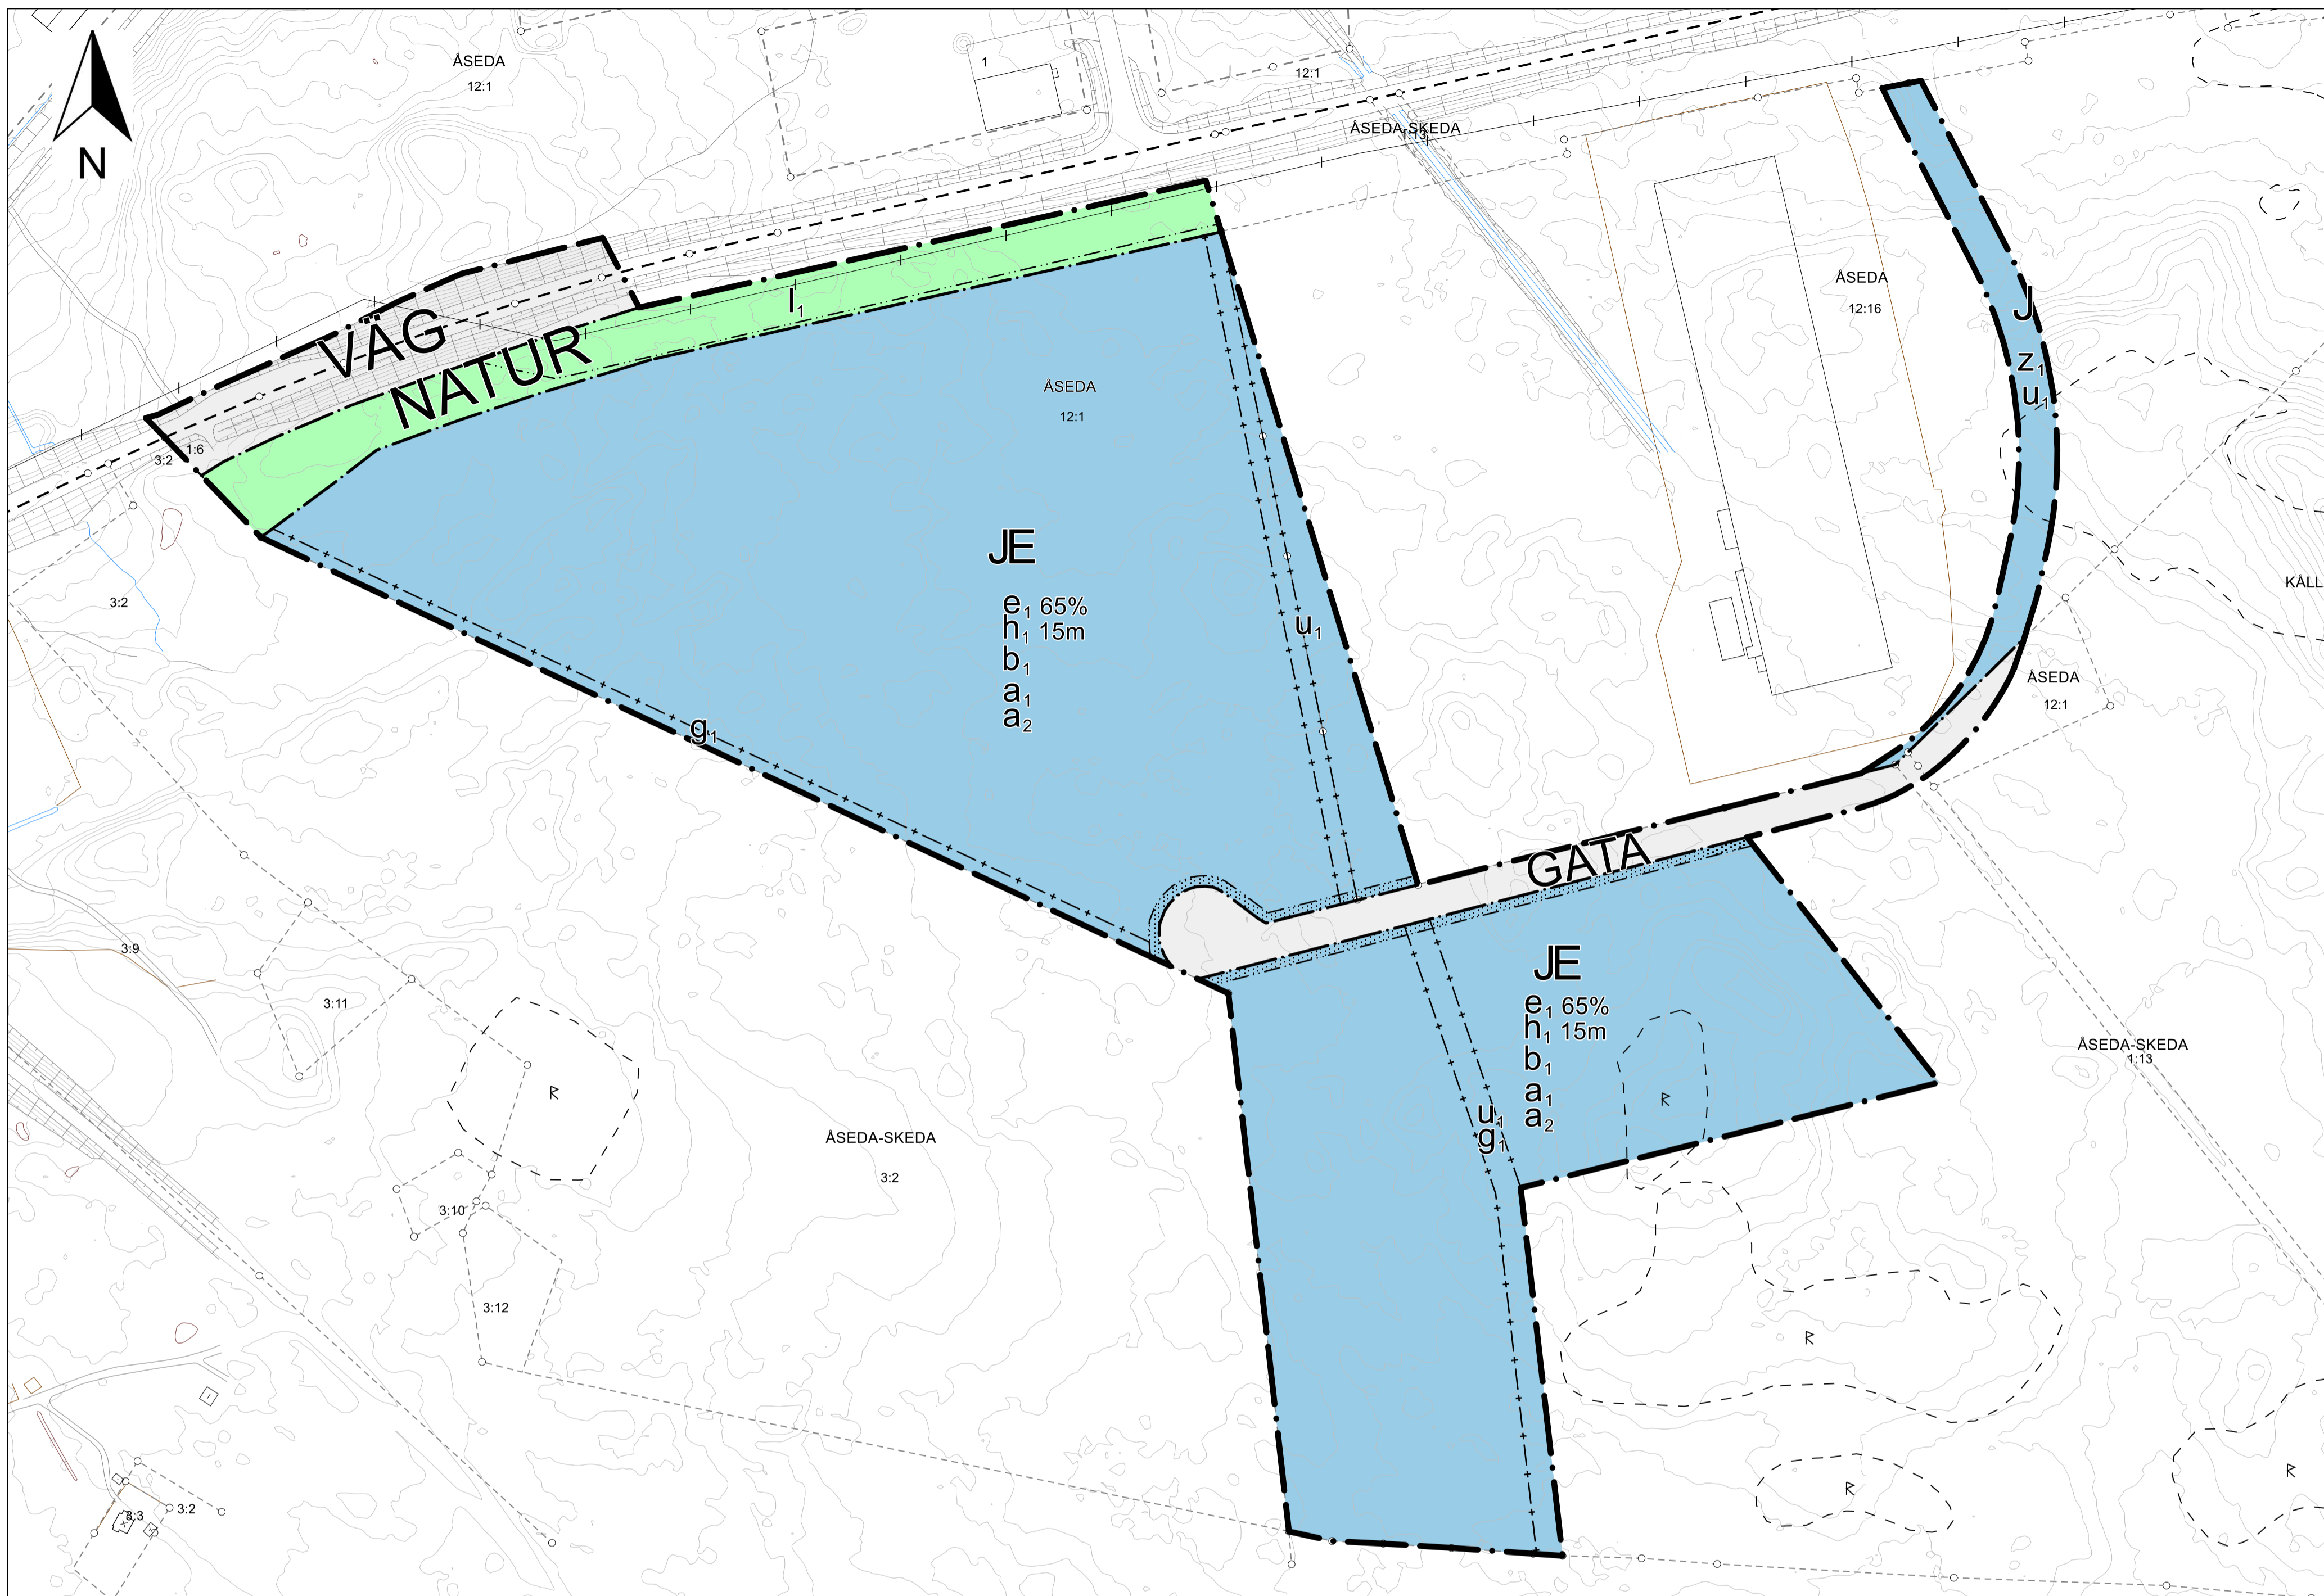 ÅSEDA
12:1
1
12:1
ÅSEDA-SKEDA
1:13
N
ÅSEDA
12:16
J
z1
u1
l1
VÄG
NATUR
ÅSEDA
12:1
1:6
3:2
JE
e1 65%
h1 15m
b1
a1
a2
u1
KÅLL
3:2
ÅSEDA
12:1
g1
GATA
3:9
JE
e1 65%
h1 15m
b1
a1
a2
3:11
R
R
u1
g1
ÅSEDA-SKEDA
1:13
ÅSEDA-SKEDA
3:2
3:10
3:12
R
R
R
3:2
3:3